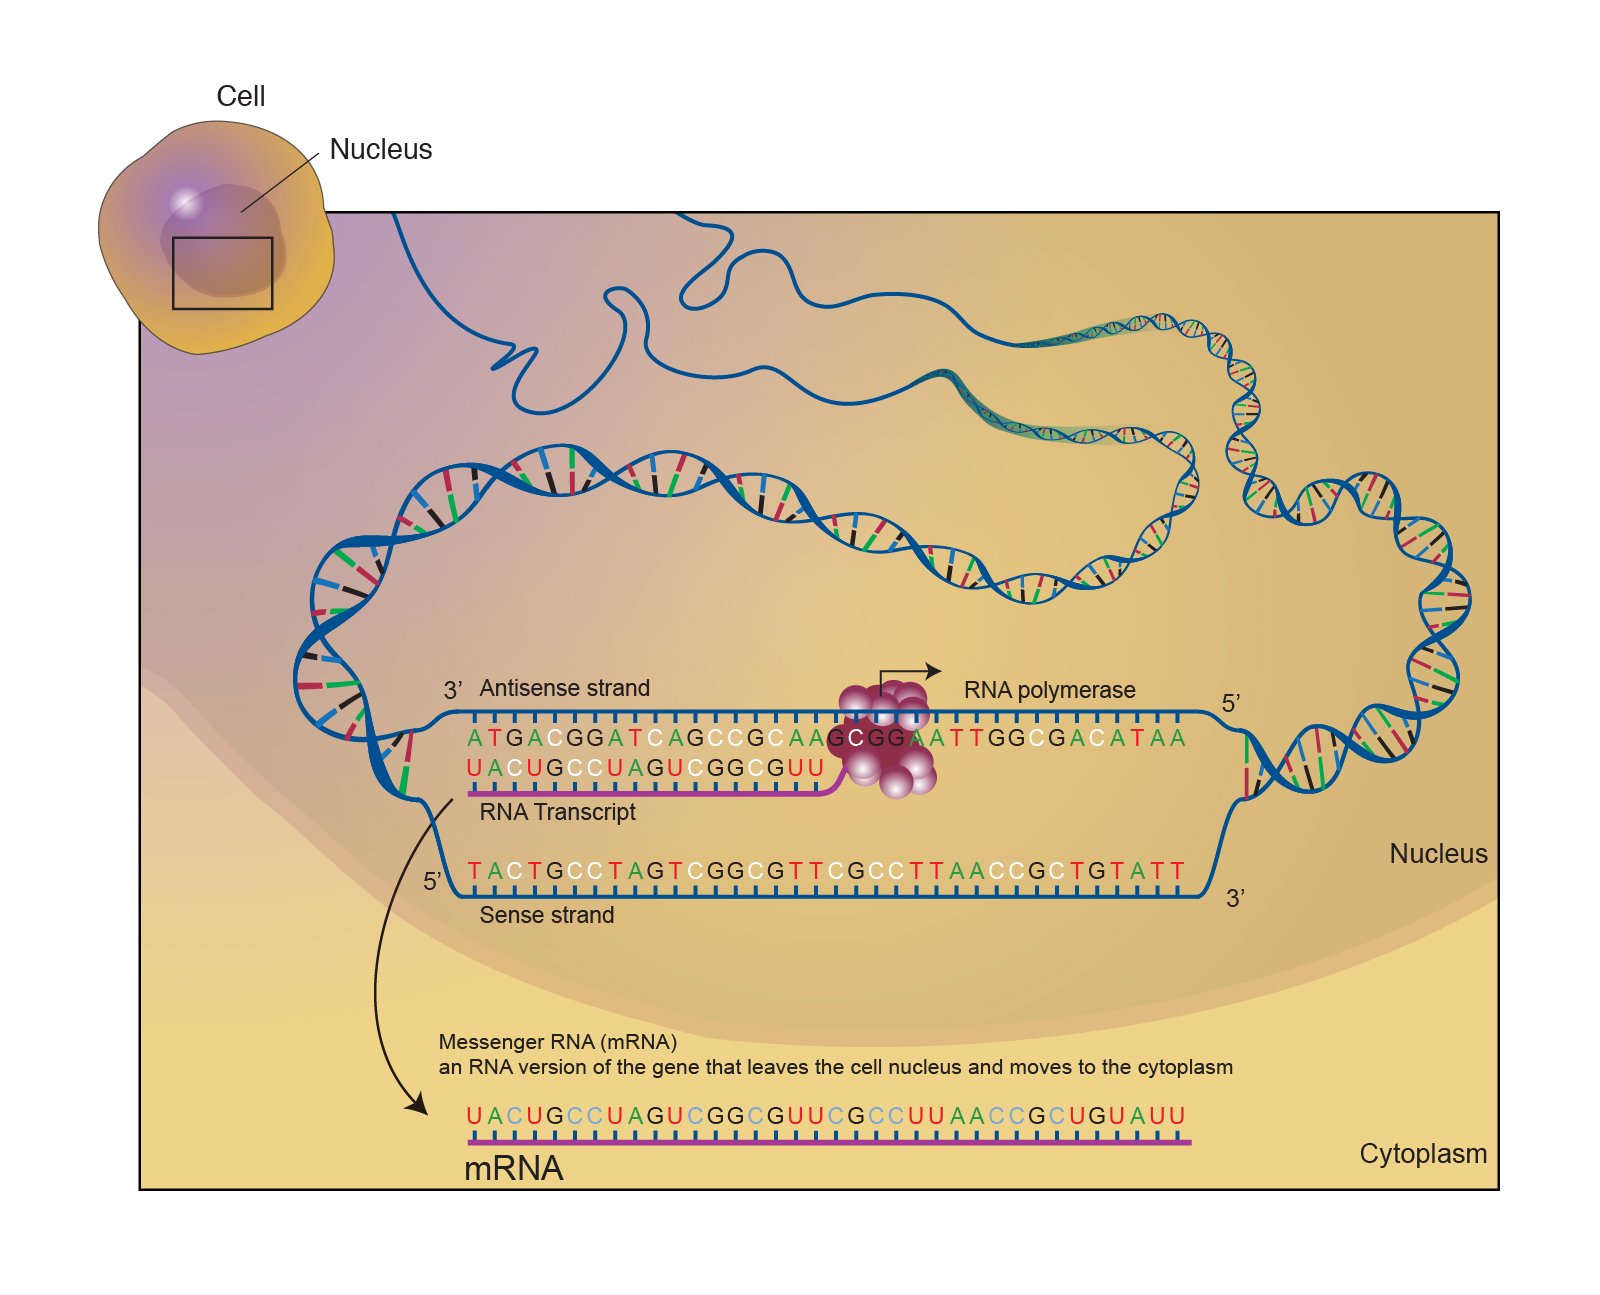 Cell
Nucleus
3’ Antisense strand
RNA polymerase
5’
ATGACGGATCAGCCGCAAGCGGAATTGGCGACATAA
UACUGCCUAGUCGGCGUU
RNA Transcript
Nucleus
TACTGCCTAGTCGGCGTTCGCCTTAACCGCTGTATT
5’
3’
Sense strand
Messenger RNA (mRNA)
an RNA version of the gene that leaves the cell nucleus and moves to the cytoplasm
UACUGCCUAGUCGGCGUUCGCCUUAACCGCUGUAUU
Cytoplasm
mRNA